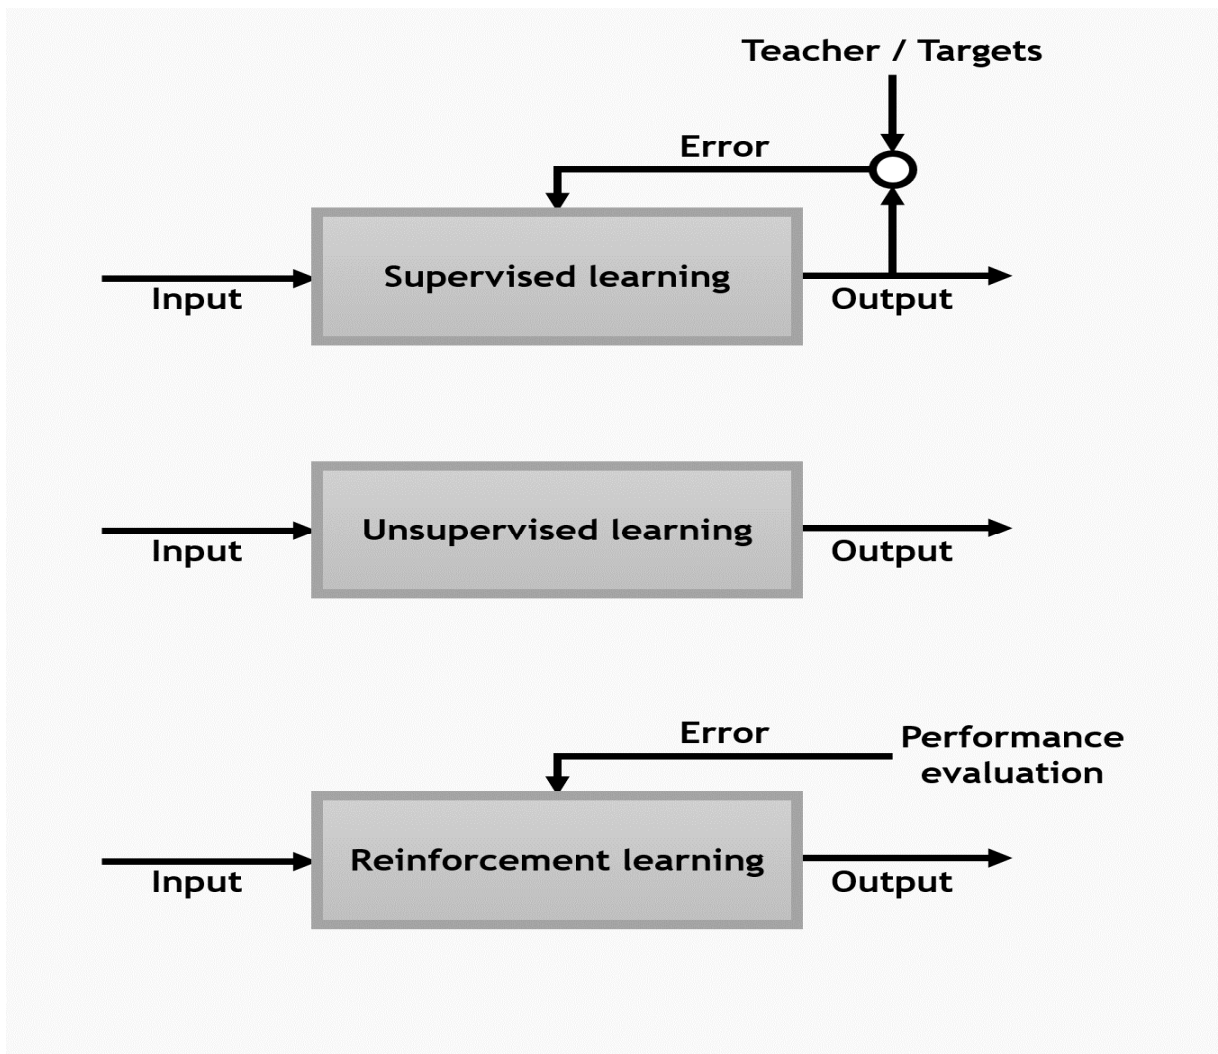 Teacher / Targets
Error
Supervised learning
Input
Output
Unsupervised learning
Input
Output
Error
Performance
evaluation
Reinforcement learning
Input
Output